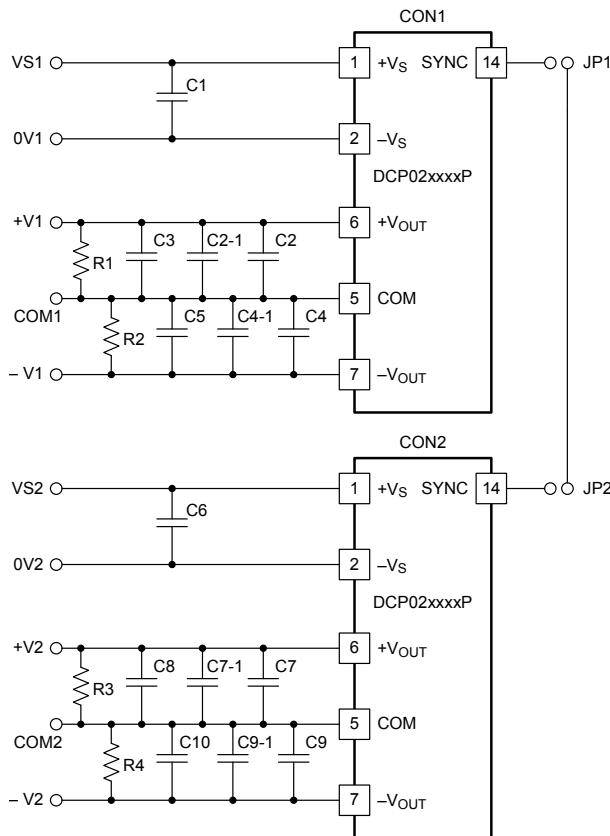 CON1
VS1
1
+VS
SYNC
14
JP1
C1
0V1
2
–VS
DCP02xxxxP
+V1
6
+VOUT
R1
C3
C2-1
C2
COM1
5
COM
R2
C5
C4-1
C4
– V1
7
–VOUT
CON2
VS2
1
+VS
SYNC
14
JP2
C6
0V2
2
–VS
DCP02xxxxP
+V2
6
+VOUT
R3
C8
C7-1
C7
COM2
5
COM
R4
C10
C9-1
C9
– V2
7
–VOUT